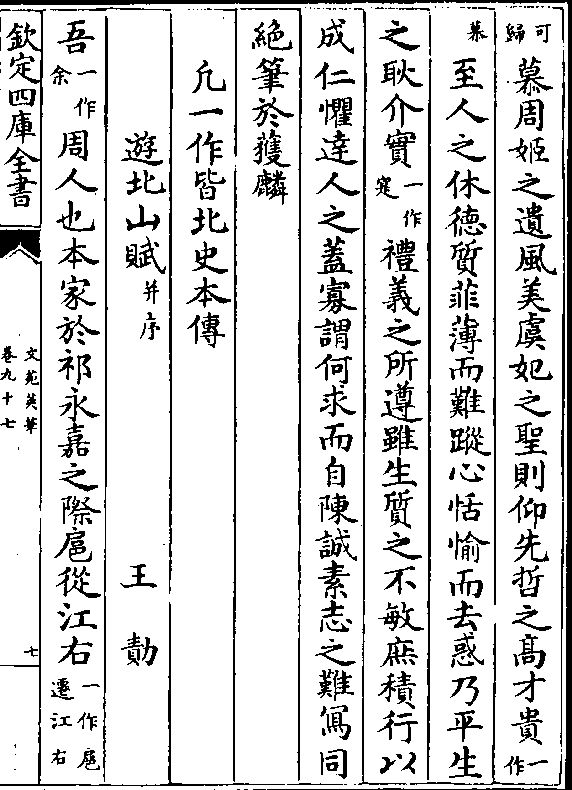 可歸慕周姬之遺風美虞妃之聖則仰先哲之高才貴一作
慕至人之休德質菲薄而難蹤心恬愉而去惑乃平生
之耿介實一作寔禮義之所遵雖生質之不敏庶積行以
成仁懼達人之蓋寡謂何求而自陳誠素志之難寫同
絕筆於獲麟
凡一作皆北史本傳
遊北山賦并序 王勣
吾一作余周人也本家於祁永嘉之際扈從江右一作扈遷江右
欽定四庫全書
文苑英華
卷九十七
七